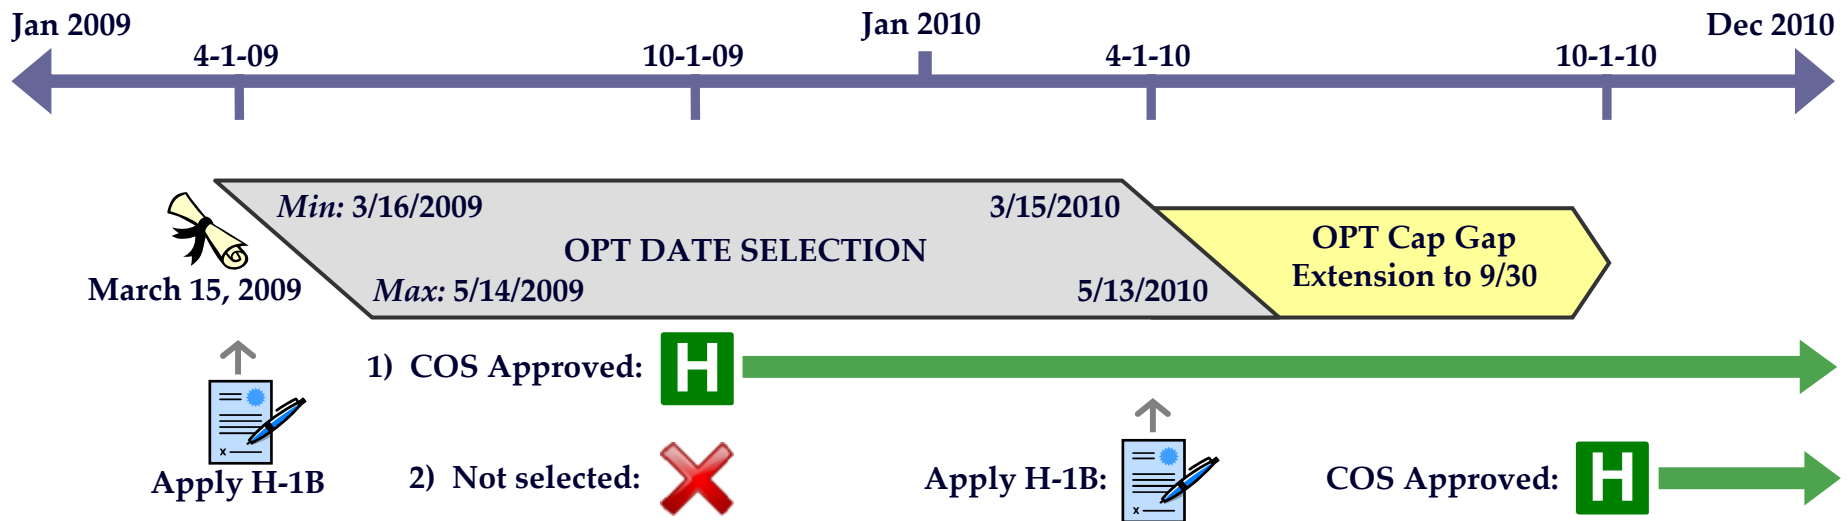 Jan 2009
Jan 2010
Dec 2010
4-1-09
10-1-09
4-1-10
10-1-10
Min: 3/16/2009
3/15/2010
OPT DATE SELECTION
Max: 5/14/2009
5/13/2010
OPT Cap Gap
Extension to 9/30
March 15, 2009
1) COS Approved:
H
x
Apply H-1B
2) Not selected:
Apply H-1B:
x
COS Approved:
H